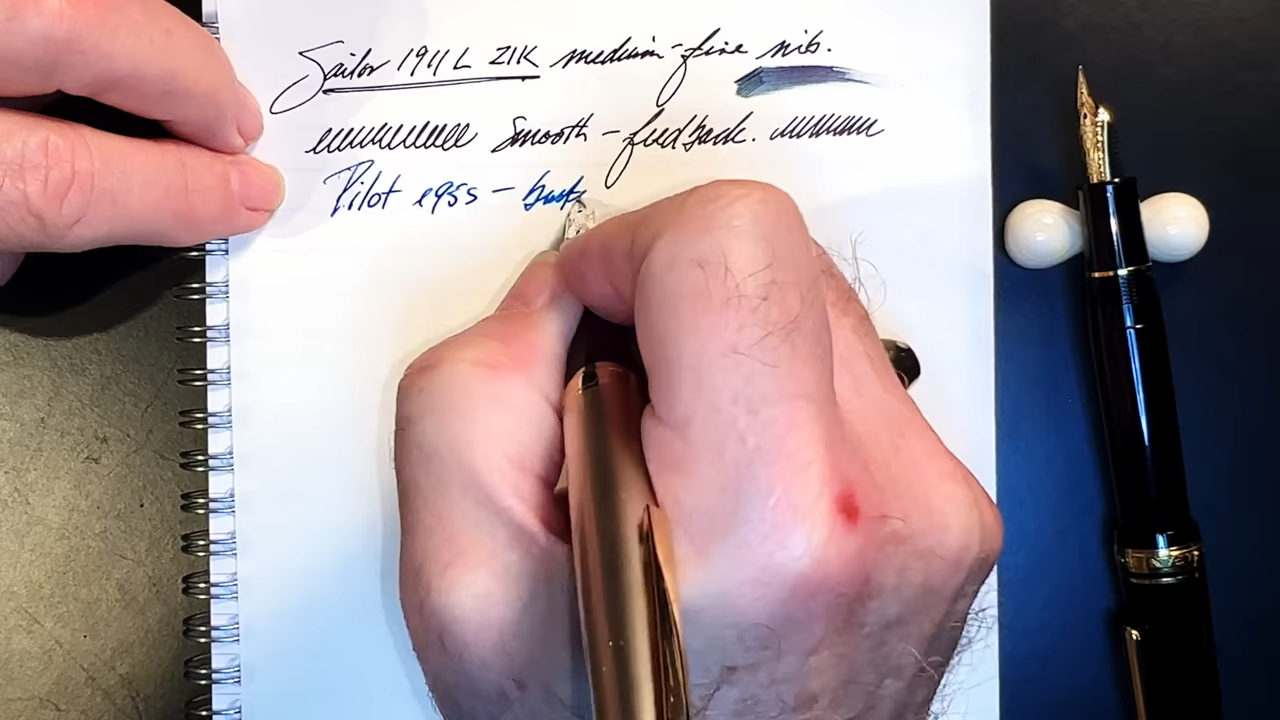 Sailor 1911L 21K medium-fine nib.
Smooth - feedback.
Pilot e95s -